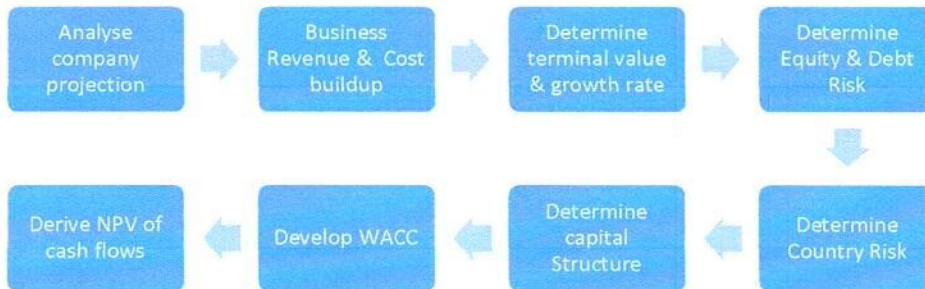 Analyse
company
projection
Business
Revenue & Cost
buildup
Determine
terminal value
& growth rate
Determine
Equity & Debt
Risk
Determine
Country Risk
Determine
capital
Structure
Develop WACC
Derive NPV of
cash flows